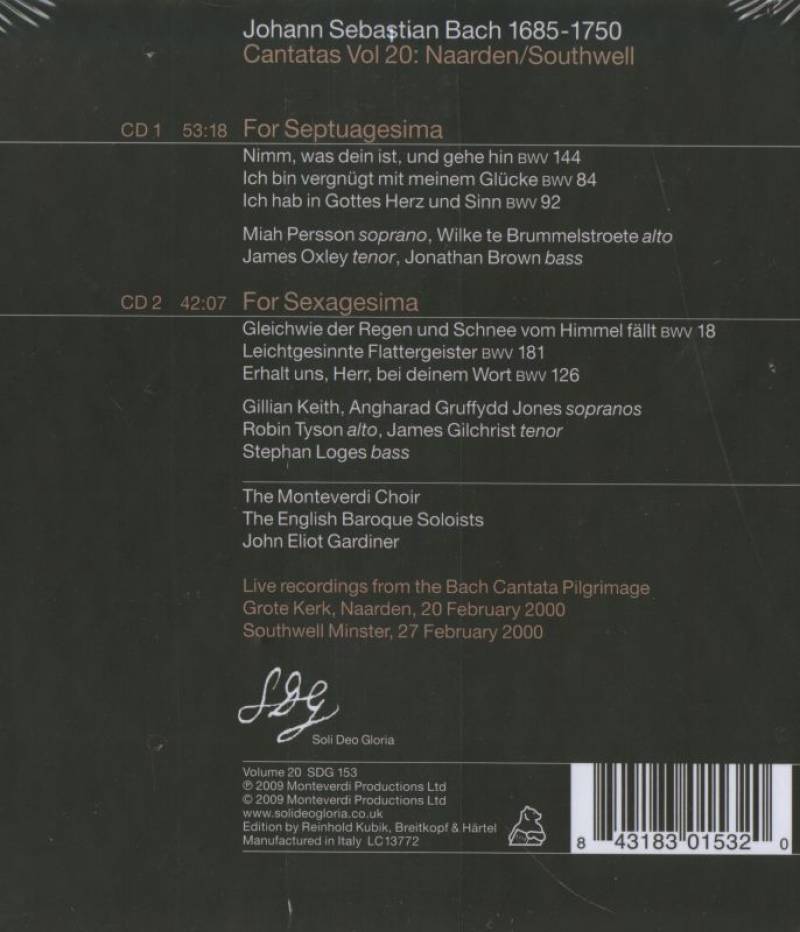 Johann Sebastian Bach 1685-1750
Cantatas Vol 20: Naarden/Southwell
CD 1 53:18 For Septuagesima
Nimm, was dein ist, und gehe hin BWV 144
Ich bin vergnügt mit meinem Glücke BWV 84
Ich hab in Gottes Herz und Sinn BWV 92
Miah Persson soprano, Wilke te Brummelstroete alto
James Oxley tenor, Jonathan Brown bass
CD 2 42:07 For Sexagesima
Gleichwie der Regen und Schnee vom Himmel fällt BWV 18
Leichtgesinnte Flattergeister BWV 181
Erhalt uns, Herr, bei deinem Wort BWV 126
Gillian Keith, Angharad Gruffydd Jones sopranos
Robin Tyson alto, James Gilchrist tenor
Stephan Loges bass
The Monteverdi Choir
The English Baroque Soloists
John Eliot Gardiner
Live recordings from the Bach Cantata Pilgrimage
Grote Kerk, Naarden, 20 February 2000
Southwell Minster, 27 February 2000
SDG
Soli Deo Gloria
Volume 20 SDG 153
℗ 2009 Monteverdi Productions Ltd
© 2009 Monteverdi Productions Ltd
www.solideogloria.co.uk
Edition by Reinhold Kubik, Breitkopf & Härtel
Manufactured in Italy LC13772
8 43183 01532 0